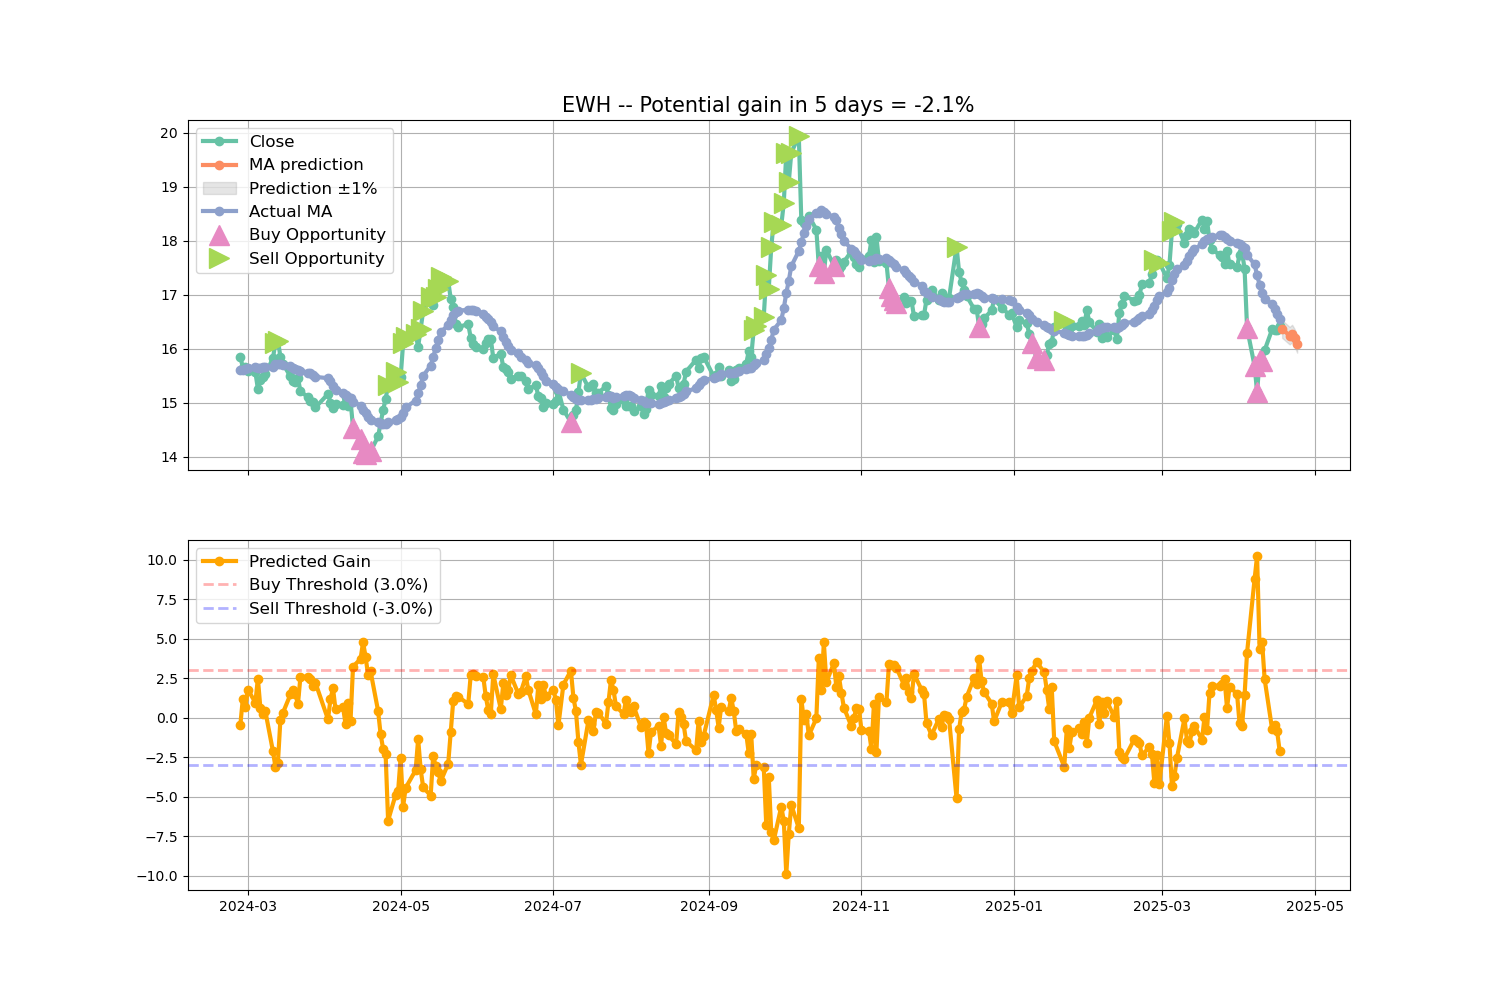 EWH -- Potential gain in 5 days = -2.1%
20
19
18
17
16
15
14
Close
MA prediction
Prediction ±1%
Actual MA
Buy Opportunity
Sell Opportunity
10.0
7.5
5.0
2.5
0.0
−2.5
−5.0
−7.5
−10.0
Predicted Gain
Buy Threshold (3.0%)
Sell Threshold (-3.0%)
2024-03 2024-05 2024-07 2024-09 2024-11 2025-01 2025-03 2025-05